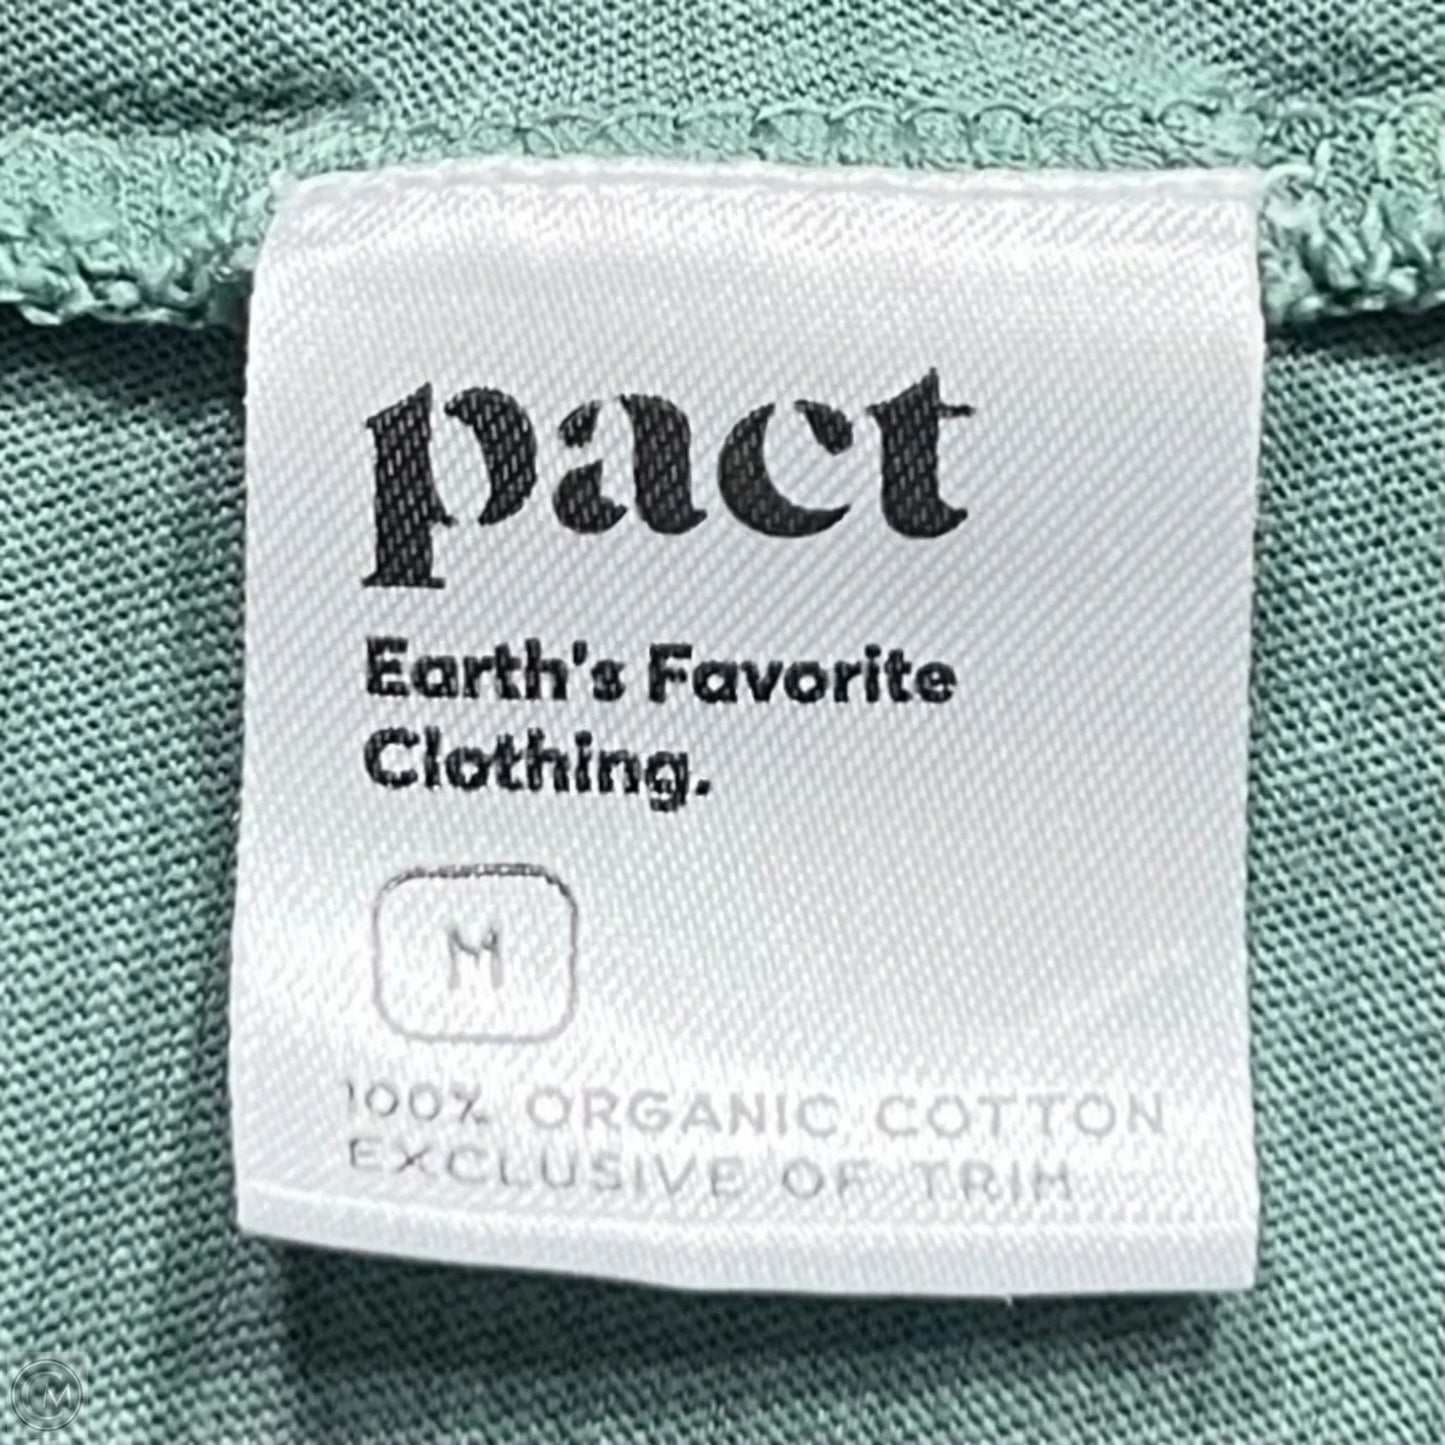 pact
Earth's Favorite
Clothing.
M
100% ORGANIC COTTON
EXCLUSIVE OF TRIM